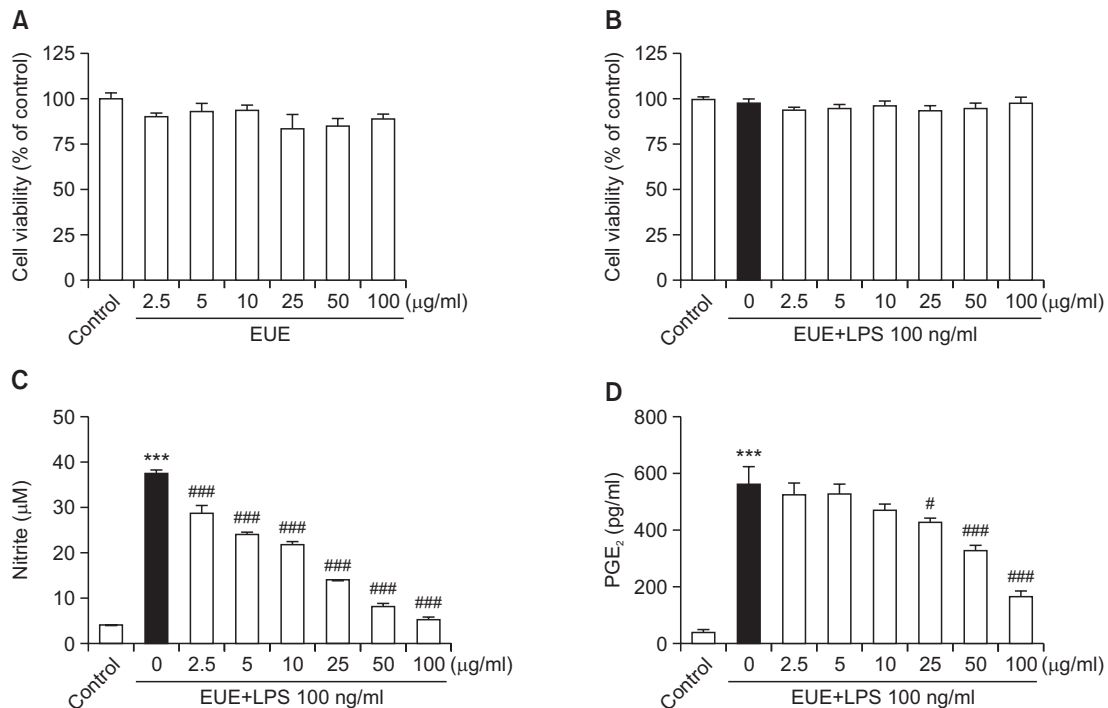 A
Cell viability (% of control)
125
100
75
50
25
0
Control
2.5 5 10 25 50 100 (μg/ml)
EUE
B
Cell viability (% of control)
125
100
75
50
25
0
Control
0 2.5 5 10 25 50 100 (μg/ml)
EUE+LPS 100 ng/ml
C
Nitrite (μM)
50
40
30
20
10
0
***
###
###
###
###
###
###
Control
0 2.5 5 10 25 50 100 (μg/ml)
EUE+LPS 100 ng/ml
D
PGE₂ (pg/ml)
800
600
400
200
0
***
#
###
###
Control
0 2.5 5 10 25 50 100 (μg/ml)
EUE+LPS 100 ng/ml